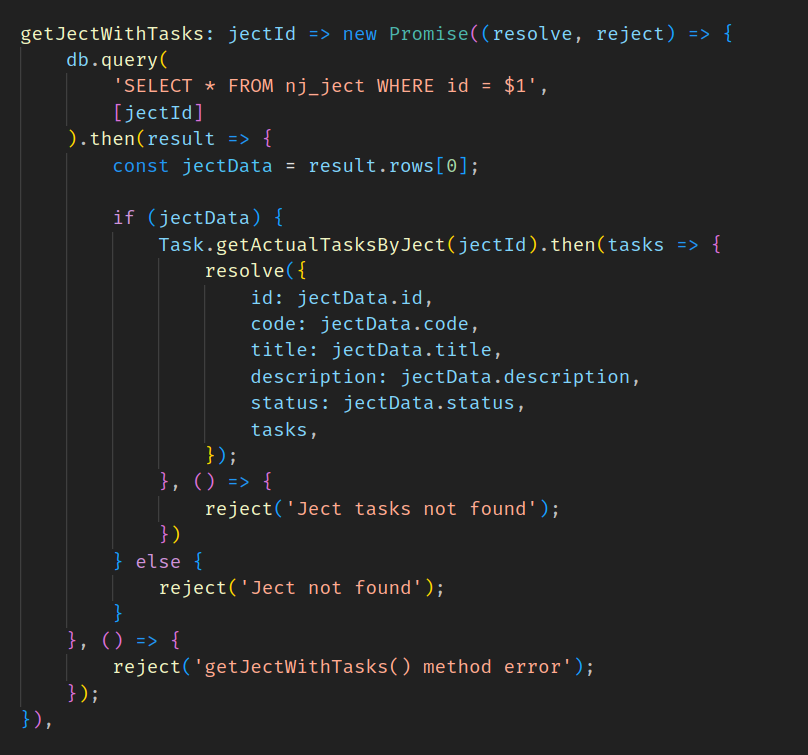 getJectWithTasks: jectId => new Promise((resolve, reject) => {
    db.query(
        'SELECT * FROM nj_ject WHERE id = $1',
        [jectId]
    ).then(result => {
        const jectData = result.rows[0];

        if (jectData) {
            Task.getActualTasksByJect(jectId).then(tasks => {
                resolve({
                    id: jectData.id,
                    code: jectData.code,
                    title: jectData.title,
                    description: jectData.description,
                    status: jectData.status,
                    tasks,
                });
            }, () => {
                reject('Ject tasks not found');
            })
        } else {
            reject('Ject not found');
        }
    }, () => {
        reject('getJectWithTasks() method error');
    });
}),